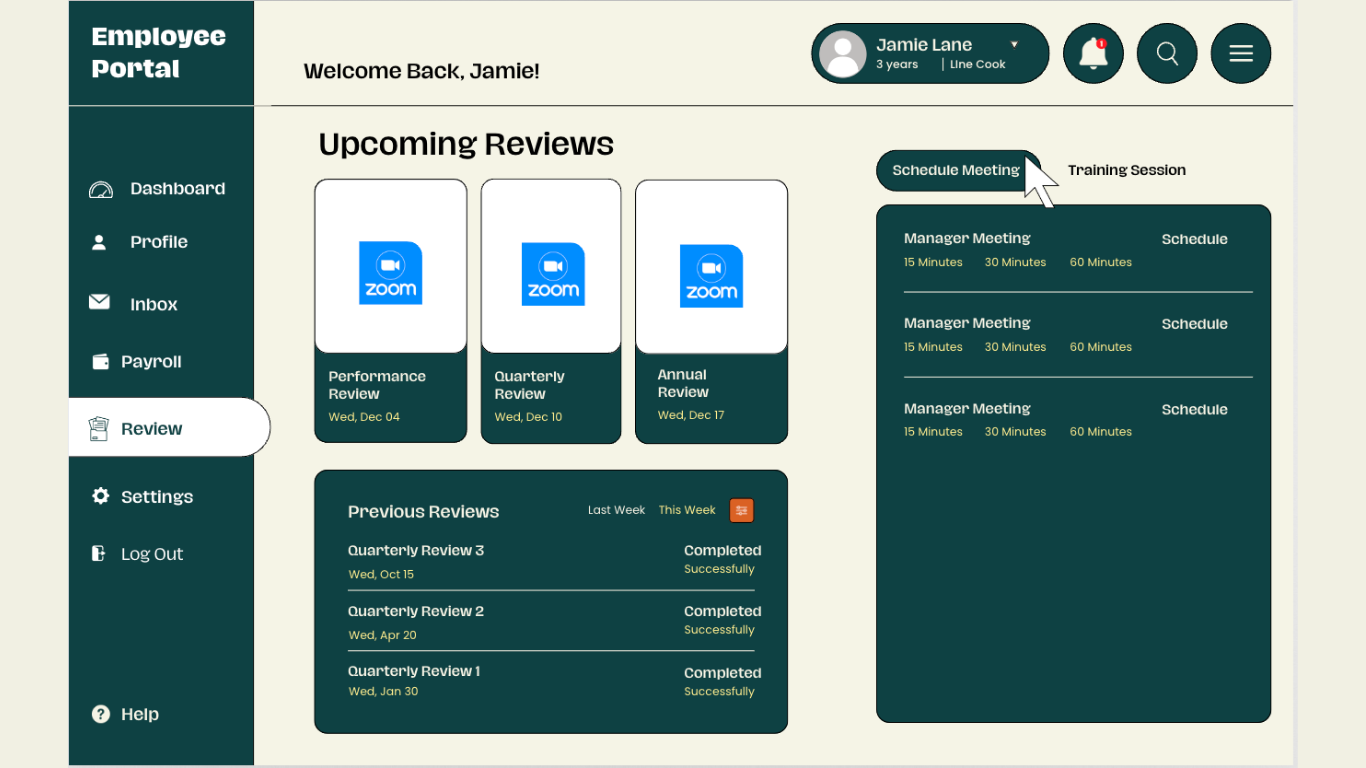 Employee
Portal
Welcome Back, Jamie!
Jamie Lane
3 years | LIne Cook
1
Dashboard
Profile
Inbox
Payroll
Review
Settings
Log Out
Help
Upcoming Reviews
zoom
Performance
Review
Wed, Dec 04
zoom
Quarterly
Review
Wed, Dec 10
zoom
Annual
Review
Wed, Dec 17
Previous Reviews
Last Week This Week
Quarterly Review 3 Completed
Wed, Oct 15 Successfully
Quarterly Review 2 Completed
Wed, Apr 20 Successfully
Quarterly Review 1 Completed
Wed, Jan 30 Successfully
Schedule Meeting Training Session
Manager Meeting Schedule
15 Minutes 30 Minutes 60 Minutes
Manager Meeting Schedule
15 Minutes 30 Minutes 60 Minutes
Manager Meeting Schedule
15 Minutes 30 Minutes 60 Minutes